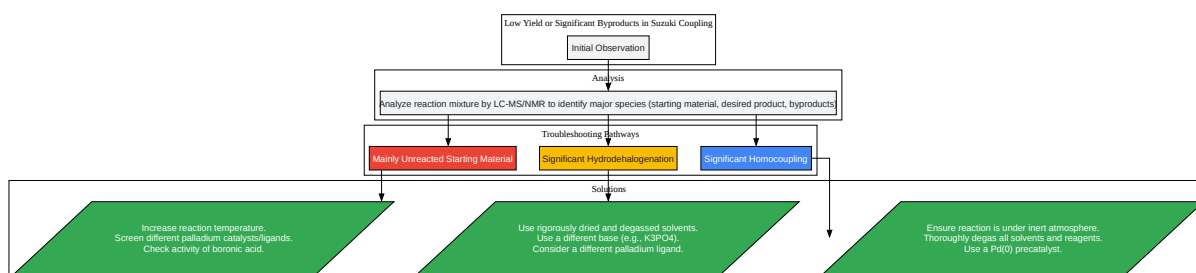 Low Yield or Significant Byproducts in Suzuki Coupling
Initial Observation
Analysis
Analyze reaction mixture by LC-MS/NMR to identify major species (starting material, desired product, byproducts)
Troubleshooting Pathways
Mainly Unreacted Starting Material
Significant Hydrodehalogenation
Significant Homocoupling
Solutions
Increase reaction temperature.
Screen different palladium catalysts/ligands.
Check activity of boronic acid.
Use rigorously dried and degassed solvents.
Use a different base (e.g., K3PO4).
Consider a different palladium ligand.
Ensure reaction is under inert atmosphere.
Thoroughly degas all solvents and reagents.
Use a Pd(0) precatalyst.